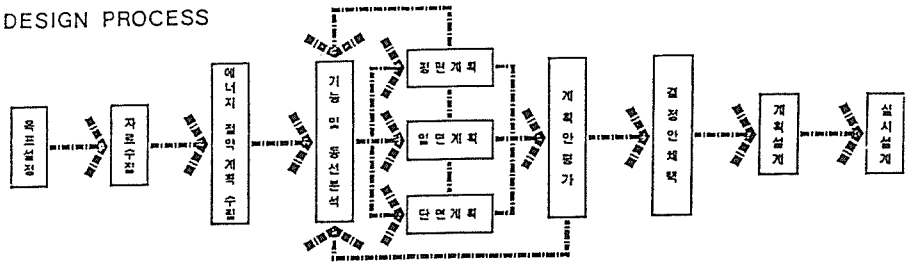 DESIGN PROCESS
목표설정
자료수집
에너지 절약 계획 수립
기능 및 동선분석
평면계획
입면계획
단면계획
계획안평가
결정안채택
계획설계
실시설계